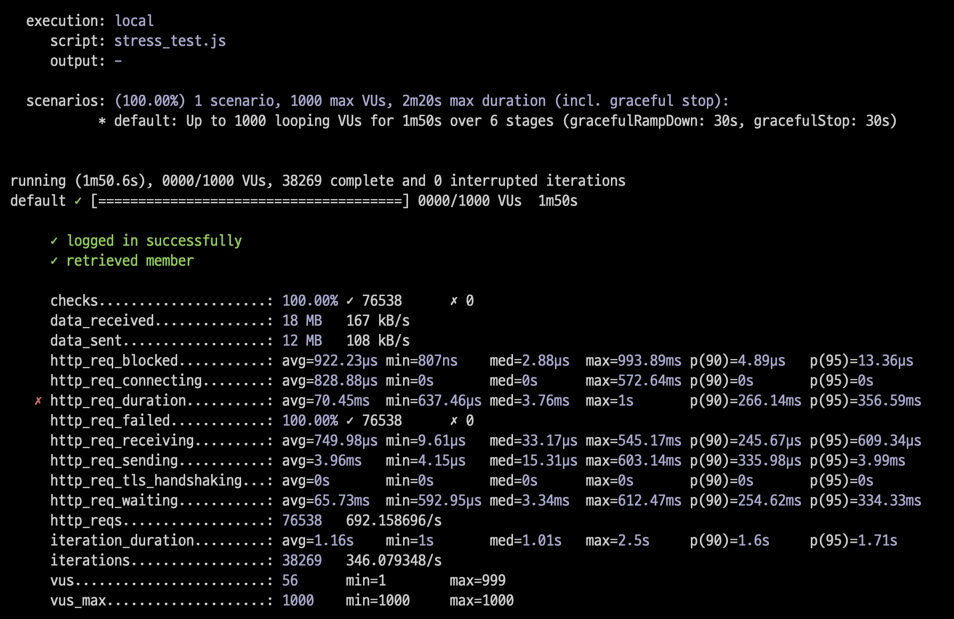 execution: local
script: stress_test.js
output: -
scenarios: (100.00%) 1 scenario, 1000 max VUs, 2m20s max duration (incl. graceful stop):
* default: Up to 1000 looping VUs for 1m50s over 6 stages (gracefulRampDown: 30s, gracefulStop: 30s)
running (1m50.6s), 0000/1000 VUs, 38269 complete and 0 interrupted iterations
default ✓ [======================================] 0000/1000 VUs  1m50s
✓ logged in successfully
✓ retrieved member
checks.....................: 100.00% ✓ 76538      ✗ 0
data_received..............: 18 MB   167 kB/s
data_sent..................: 12 MB   108 kB/s
http_req_blocked...........: avg=922.23µs min=807ns    med=2.88µs  max=993.89ms p(90)=4.89µs   p(95)=13.36µs
http_req_connecting........: avg=828.88µs min=0s       med=0s      max=572.64ms p(90)=0s       p(95)=0s
✗ http_req_duration..........: avg=70.45ms  min=637.46µs med=3.76ms  max=1s       p(90)=266.14ms p(95)=356.59ms
http_req_failed............: 100.00% ✓ 76538      ✗ 0
http_req_receiving.........: avg=749.98µs min=9.61µs   med=33.17µs max=545.17ms p(90)=245.67µs p(95)=609.34µs
http_req_sending...........: avg=3.96ms   min=4.15µs   med=15.31µs max=603.14ms p(90)=335.98µs p(95)=3.99ms
http_req_tls_handshaking...: avg=0s       min=0s       med=0s      max=0s       p(90)=0s       p(95)=0s
http_req_waiting...........: avg=65.73ms  min=592.95µs med=3.34ms  max=612.47ms p(90)=254.62ms p(95)=334.33ms
http_reqs..................: 76538   692.158696/s
iteration_duration.........: avg=1.16s    min=1s       med=1.01s   max=2.5s     p(90)=1.6s     p(95)=1.71s
iterations.................: 38269   346.079348/s
vus........................: 56      min=1        max=999
vus_max....................: 1000    min=1000     max=1000